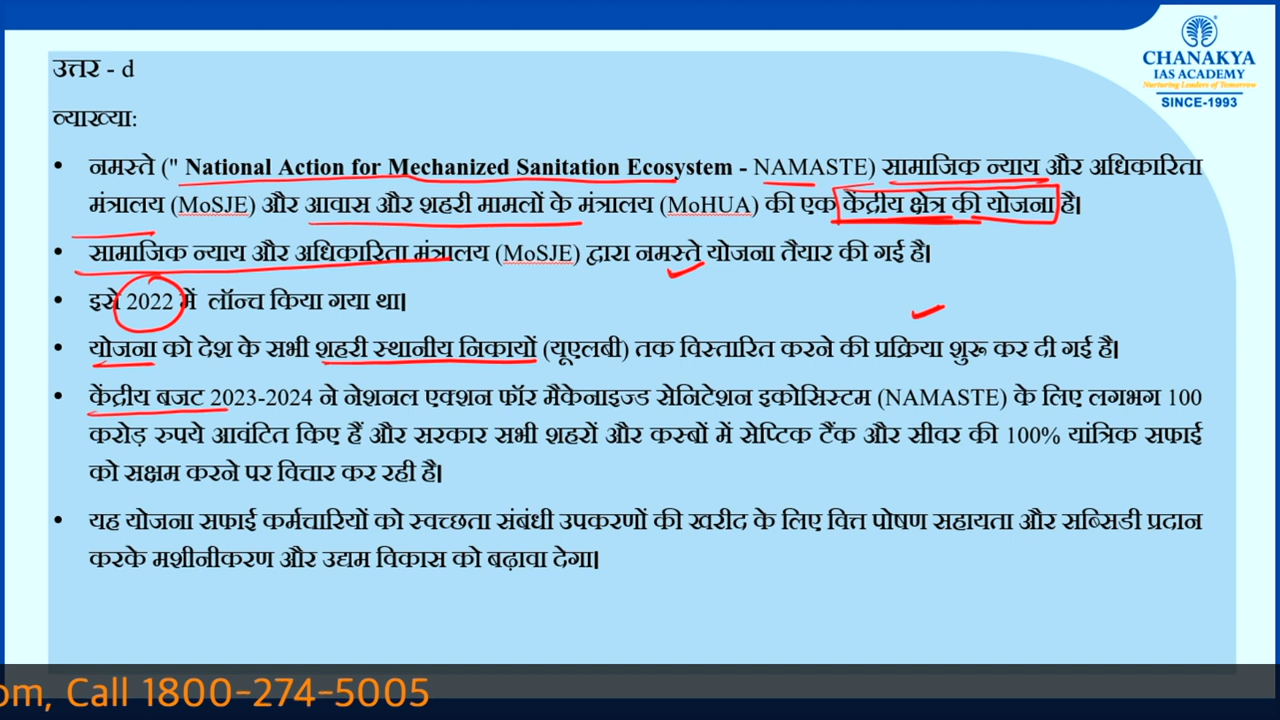 CHANAKYA
IAS ACADEMY
Nurturing Leaders of Tomorrow
SINCE-1993
उत्तर - d
व्याख्या:
• नमस्ते (" National Action for Mechanized Sanitation Ecosystem - NAMASTE) सामाजिक न्याय और अधिकारिता
मंत्रालय (MoSJE) और आवास और शहरी मामलों के मंत्रालय (MoHUA) की एक केंद्रीय क्षेत्र की योजना है।
• सामाजिक न्याय और अधिकारिता मंत्रालय (MoSJE) द्वारा नमस्ते योजना तैयार की गई है।
• इसे 2022 में लॉन्च किया गया था।
• योजना को देश के सभी शहरी स्थानीय निकायों (यूएलबी) तक विस्तारित करने की प्रक्रिया शुरू कर दी गई है।
• केंद्रीय बजट 2023-2024 ने नेशनल एक्शन फॉर मैकेनाइज्ड सेनिटेशन इकोसिस्टम (NAMASTE) के लिए लगभग 100
करोड़ रुपये आवंटित किए हैं और सरकार सभी शहरों और कस्बों में सेप्टिक टैंक और सीवर की 100% यांत्रिक सफाई
को सक्षम करने पर विचार कर रही है।
• यह योजना सफाई कर्मचारियों को स्वच्छता संबंधी उपकरणों की खरीद के लिए वित्त पोषण सहायता और सब्सिडी प्रदान
करके मशीनीकरण और उद्यम विकास को बढ़ावा देगा।
om, Call 1800-274-5005